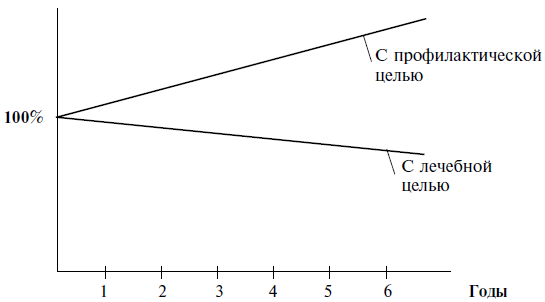 С профилактической
целью
100%
С лечебной
целью
1 2 3 4 5 6 Годы